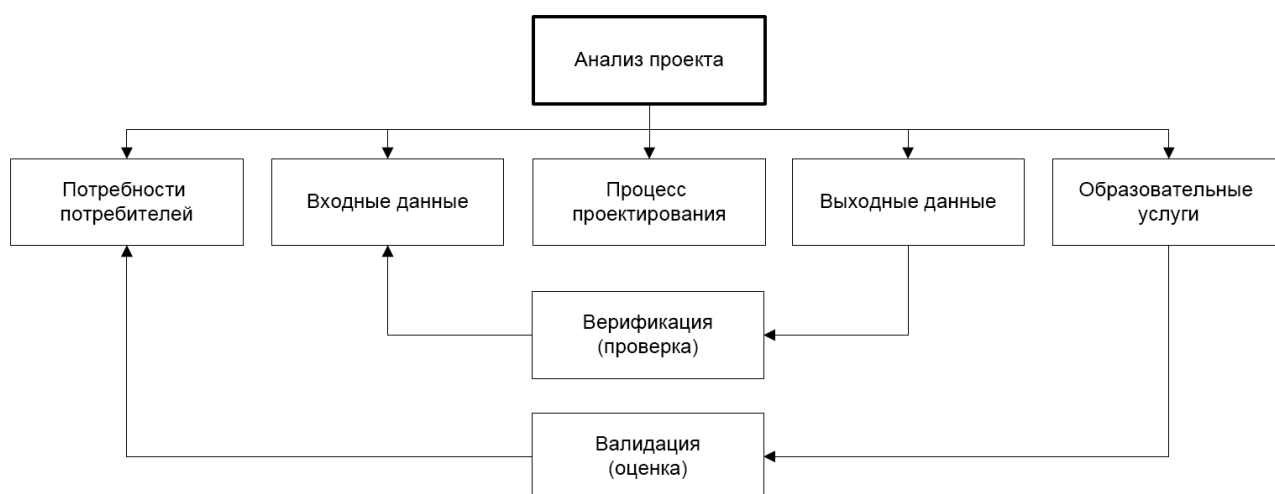 Анализ проекта
Потребности
потребителей
Входные данные
Процесс
проектирования
Выходные данные
Образовательные
услуги
Верификация
(проверка)
Валидация
(оценка)